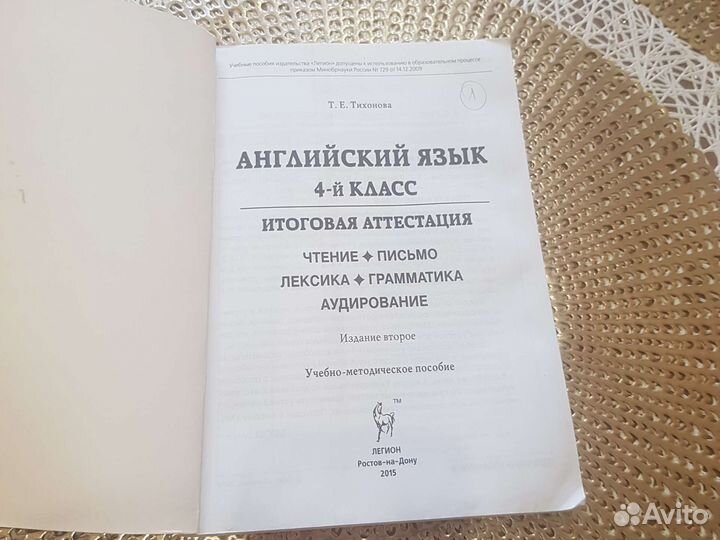 Учебные пособия издательства «Легион» допущены к использованию в образовательном процессе
приказом Минобрнауки России № 729 от 14.12.2009
Т. Е. Тихонова
АНГЛИЙСКИЙ ЯЗЫК
4-й КЛАСС
ИТОГОВАЯ АТТЕСТАЦИЯ
ЧТЕНИЕ ✦ ПИСЬМО
ЛЕКСИКА ✦ ГРАММАТИКА
АУДИРОВАНИЕ
Издание второе
Учебно-методическое пособие
TM
ЛЕГИОН
Ростов-на-Дону
2015
Avito